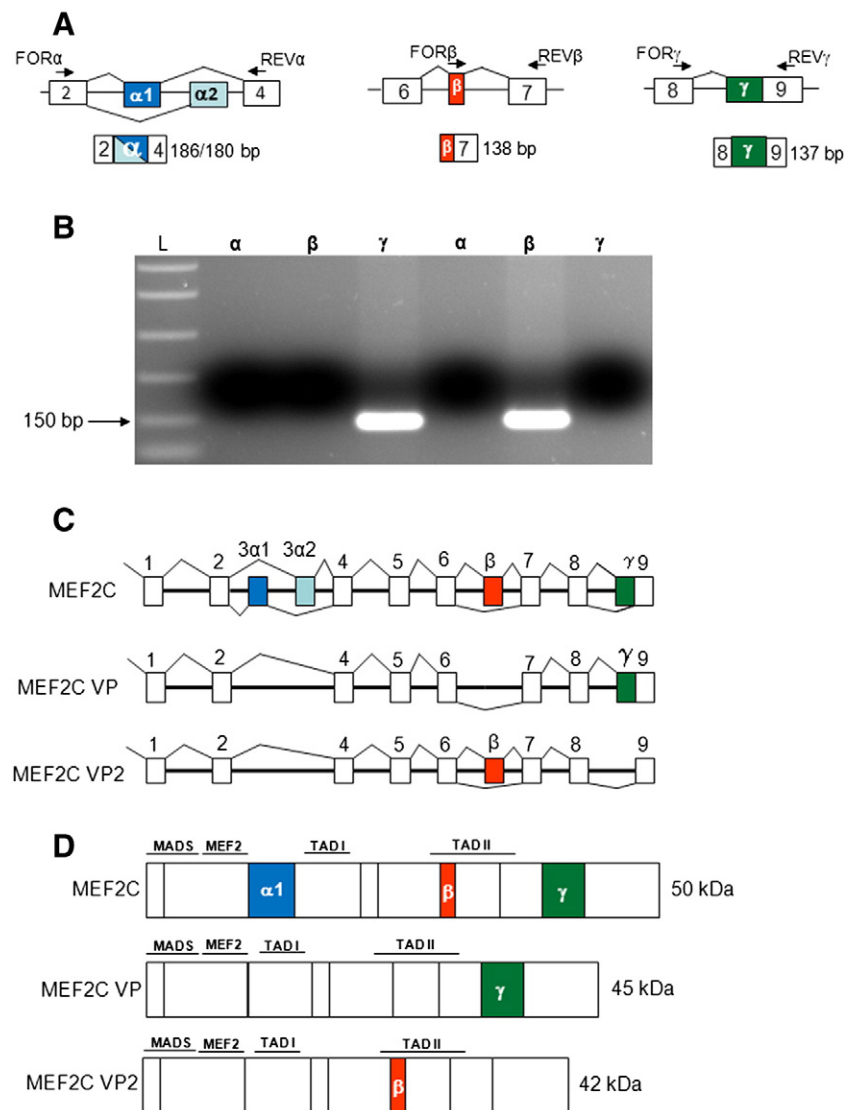 A
FORα REVα FORβ REVβ FORγ REVγ
2 α1 α2 4 6 β 7 8 γ 9
2 α 4 186/180 bp β 7 138 bp 8 γ 9 137 bp
B
L α β γ α β γ
150 bp
C
1 2 3α1 3α2 4 5 6 β 7 8 γ 9
MEF2C
1 2 4 5 6 7 8 γ 9
MEF2C VP
1 2 4 5 6 β 7 8 9
MEF2C VP2
D
MADS MEF2 TAD I TAD II
MEF2C α1 β γ 50 kDa
MADS MEF2 TAD I TAD II
MEF2C VP γ 45 kDa
MADS MEF2 TAD I TAD II
MEF2C VP2 β 42 kDa